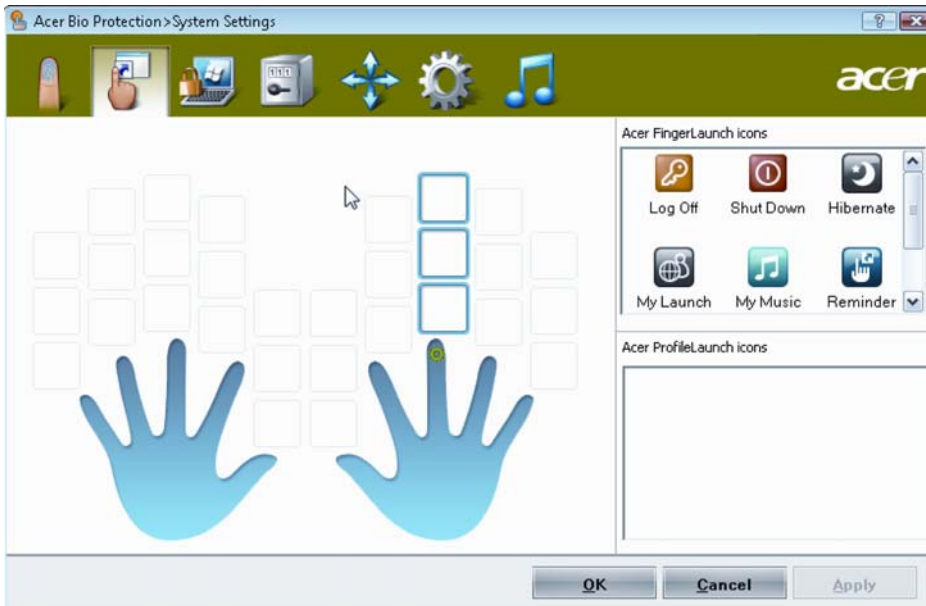 Acer Bio Protection>System Settings
acer
Acer FingerLaunch icons
Log Off Shut Down Hibernate
My Launch My Music Reminder
Acer ProfileLaunch icons
OK Cancel Apply